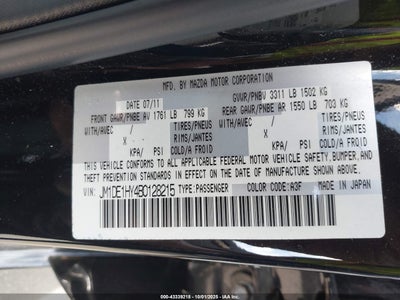 MFD. BY MAZDA MOTOR CORPORATION
DATE 07/11 GVWR/PNBV 3311 LB 1502 KG
FRONT GAWR/PNBE AV 1761 LB 799 KG REAR GAWR/PNBE AR 1550 LB 703 KG
WITH/AVEC / TIRES/PNEUS WITH/AVEC / TIRES/PNEUS
X RIMS/JANTES X RIMS/JANTES
KPA/ PSI COLD/A FROID KPA/ PSI COLD/A FROID
THIS VEHICLE CONFORMS TO ALL APPLICABLE FEDERAL MOTOR VEHICLE SAFETY, BUMPER, AND
THEFT PREVENTION STANDARDS IN EFFECT ON THE DATE OF MANUFACTURE SHOWN ABOVE.
JM1DE1HY4B0128215 TYPE:PASSENGER COLOR CODE: A3F MADE IN JAPAN
IAA 000-43339215 - 10/01/2025 - IAAI.COM